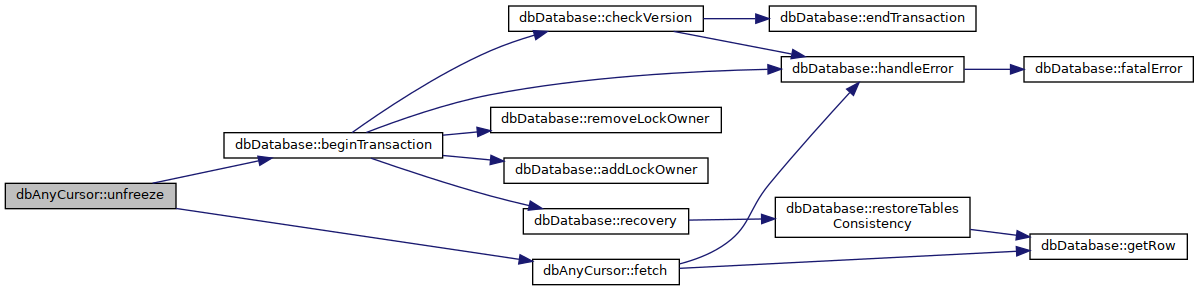 dbAnyCursor::unfreeze
dbDatabase::beginTransaction
dbDatabase::checkVersion
dbDatabase::endTransaction
dbDatabase::handleError
dbDatabase::fatalError
dbDatabase::removeLockOwner
dbDatabase::addLockOwner
dbDatabase::recovery
dbDatabase::restoreTables
Consistency
dbDatabase::getRow
dbAnyCursor::fetch